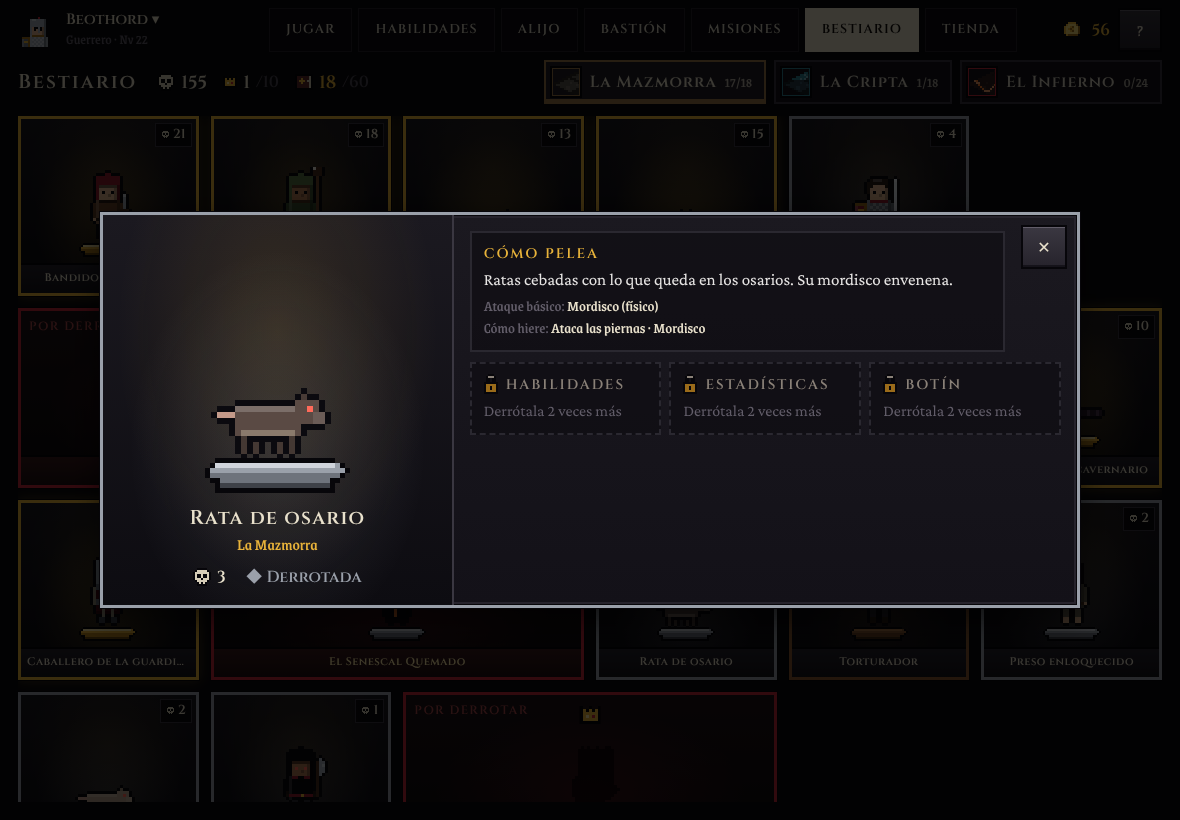 Beothord ▾
Guerrero · Nv 22
JUGAR
HABILIDADES
ALIJO
BASTIÓN
MISIONES
BESTIARIO
TIENDA
56
?
Bestiario
155
1 /10
18 /60
La Mazmorra 17/18
La Cripta 1/18
El Infierno 0/24
21
18
13
15
4
Bandido
POR DER
10
avernario
CÓMO PELEA
Ratas cebadas con lo que queda en los osarios. Su mordisco envenena.
Ataque básico: Mordisco (físico)
Cómo hiere: Ataca las piernas · Mordisco
×
HABILIDADES
Derrótala 2 veces más
ESTADÍSTICAS
Derrótala 2 veces más
BOTÍN
Derrótala 2 veces más
Rata de osario
La Mazmorra
3
Derrotada
2
Caballero de la guardi...
El Senescal Quemado
Rata de osario
Torturador
Preso enloquecido
2
1
POR DERROTAR